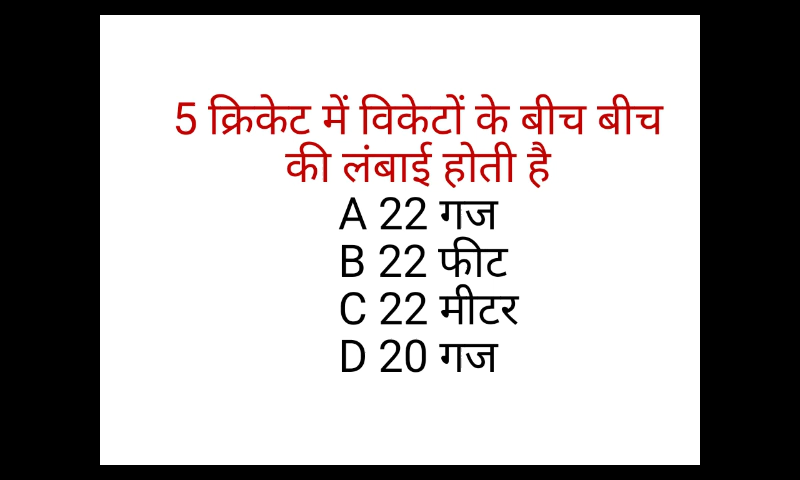 5 क्रिकेट में विकेटों के बीच बीच
की लंबाई होती है
A 22 गज
B 22 फीट
C 22 मीटर
D 20 गज